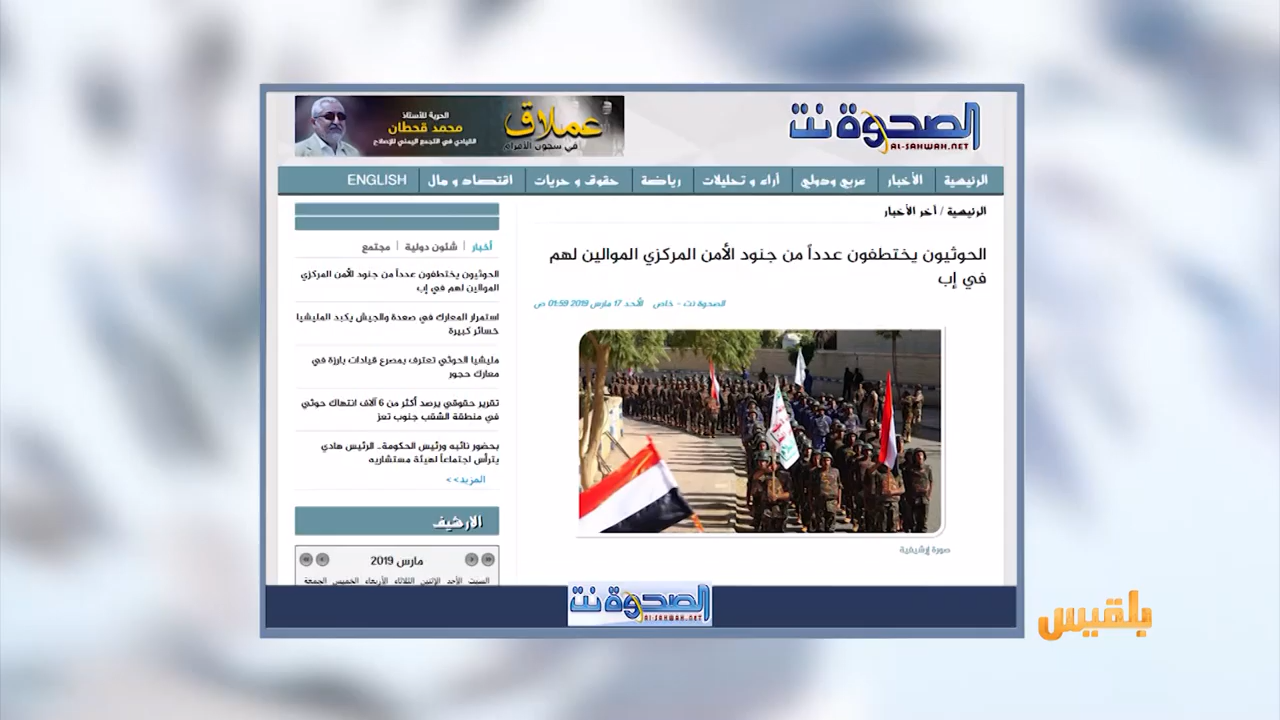 الحرية للأستاذ
محمد قحطان
القيادي في التجمع اليمني للإصلاح
عملاق
في سجون الأقزام
الصحوة نت
AL-SAHWAH.NET
الرئيسية
الأخبار
عربي ودولي
آراء و تحليلات
رياضة
حقوق و حريات
اقتصاد و مال
ENGLISH
الرئيسية / آخر الأخبار
الحوثيون يختطفون عدداً من جنود الأمن المركزي الموالين لهم
في إب
الصحوة نت - خاص الأحد 17 مارس 2019 01:59 ص
صورة إرشيفية
أخبار | شئون دولية | مجتمع
الحوثيون يختطفون عدداً من جنود الأمن المركزي
الموالين لهم في إب
استمرار المعارك في صعدة والجيش يكبد المليشيا
خسائر كبيرة
مليشيا الحوثي تعترف بمصرع قيادات بارزة في
معارك حجور
تقرير حقوقي يرصد أكثر من 6 آلاف انتهاك حوثي
في منطقة الشقب جنوب تعز
بحضور نائبه ورئيس الحكومة.. الرئيس هادي
يترأس اجتماعاً لهيئة مستشاريه
المزيد>>
الارشيف
مارس 2019
السبت الأحد الإثنين الثلاثاء الأربعاء الخميس الجمعة
الصحوة نت
AL-SAHWAH.NET
بلقيس